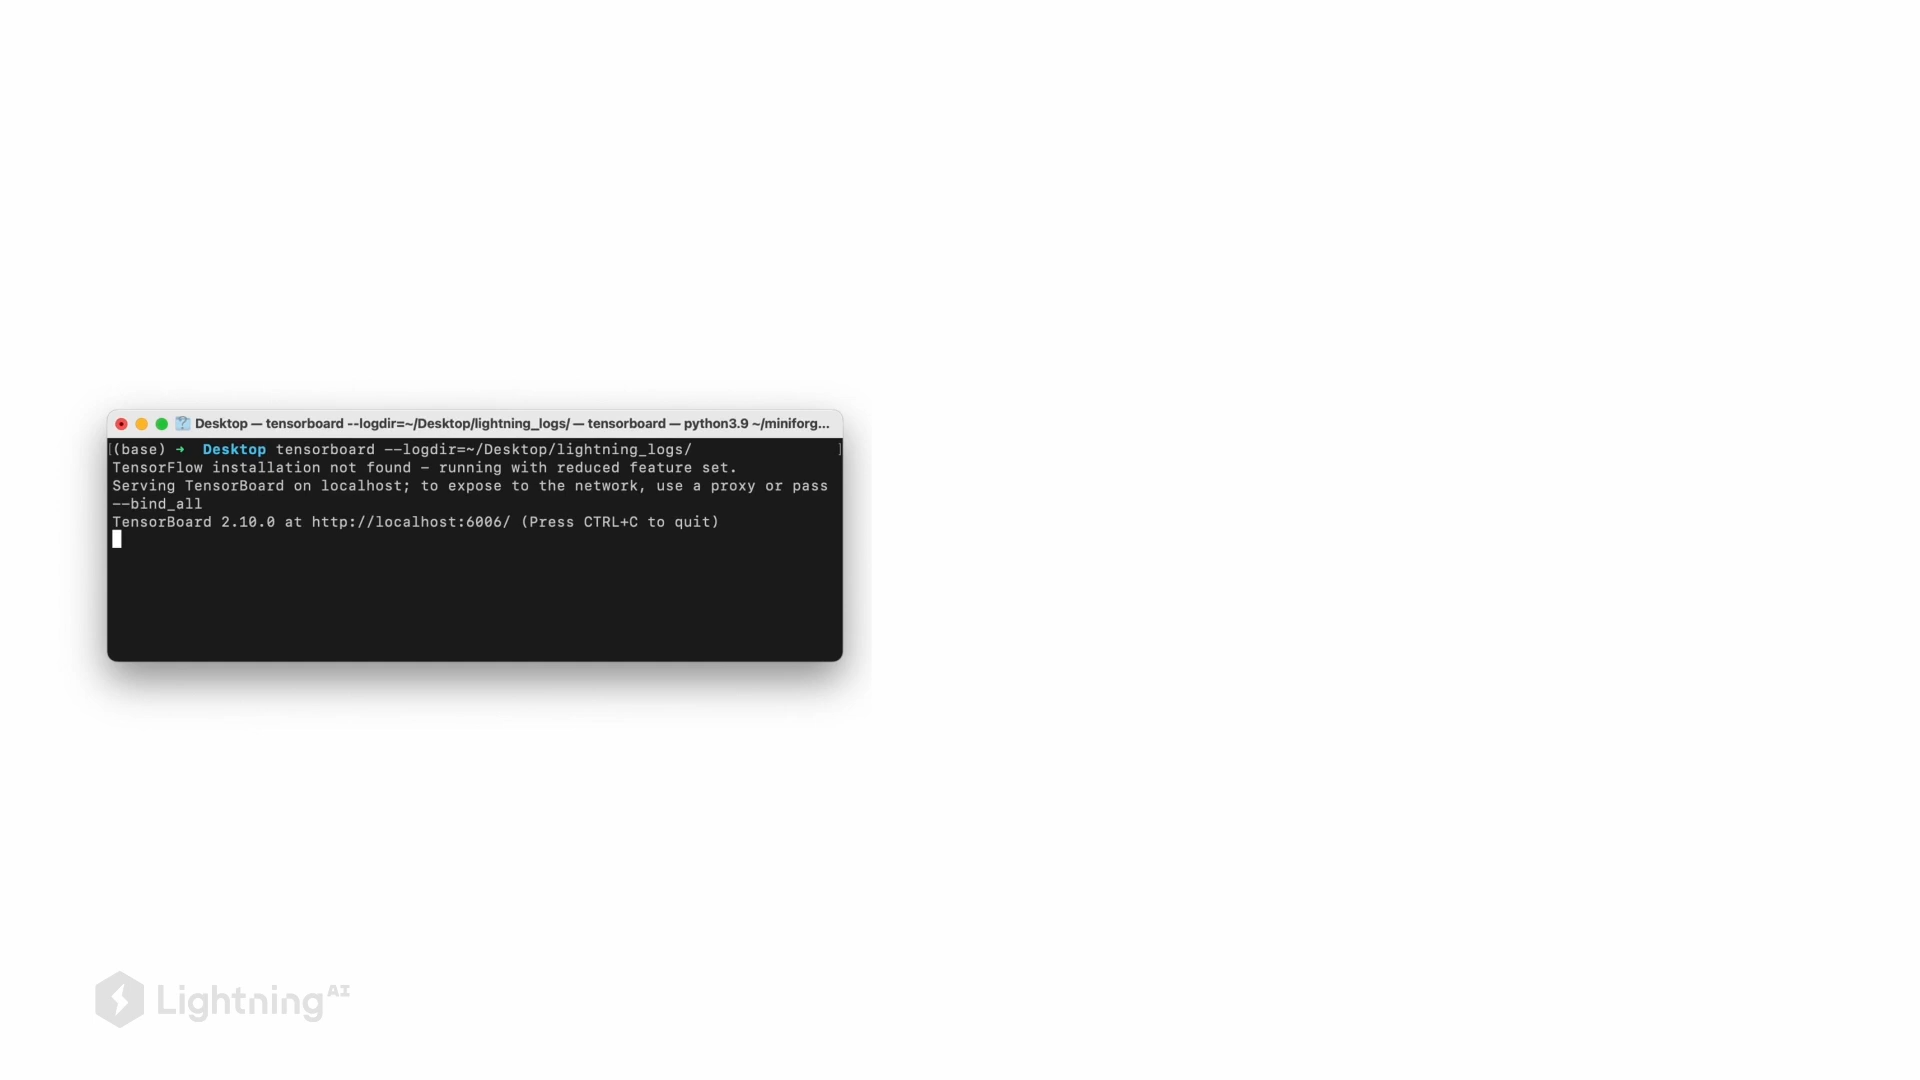 Desktop — tensorboard --logdir=~/Desktop/lightning_logs/ — tensorboard — python3.9 ~/miniforg...
(base) ➜ Desktop tensorboard --logdir=~/Desktop/lightning_logs/
TensorFlow installation not found - running with reduced feature set.
Serving TensorBoard on localhost; to expose to the network, use a proxy or pass
--bind_all
TensorBoard 2.10.0 at http://localhost:6006/ (Press CTRL+C to quit)
Lightning AI